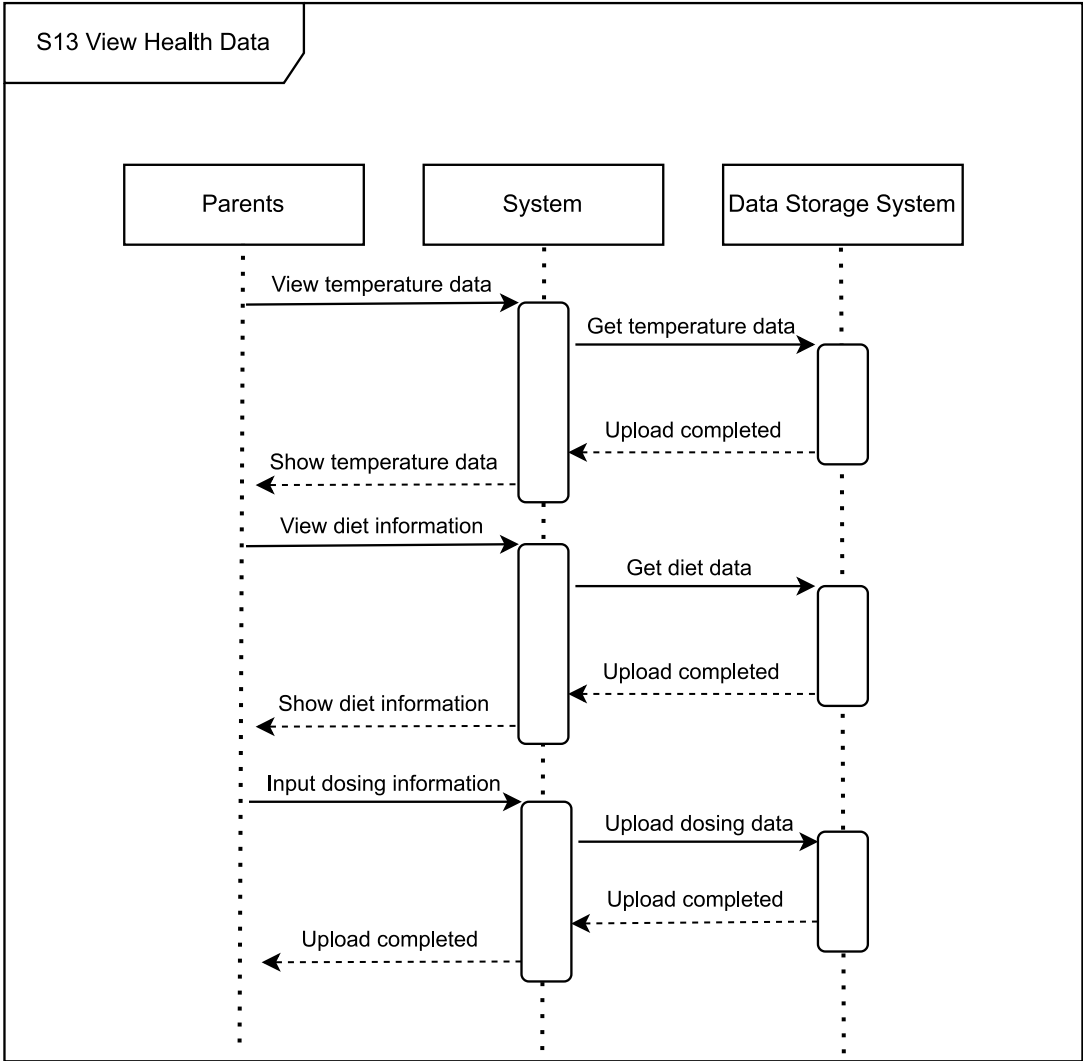 S13 View Health Data
Parents
System
Data Storage System
View temperature data
Get temperature data
Upload completed
Show temperature data
View diet information
Get diet data
Upload completed
Show diet information
Input dosing information
Upload dosing data
Upload completed
Upload completed